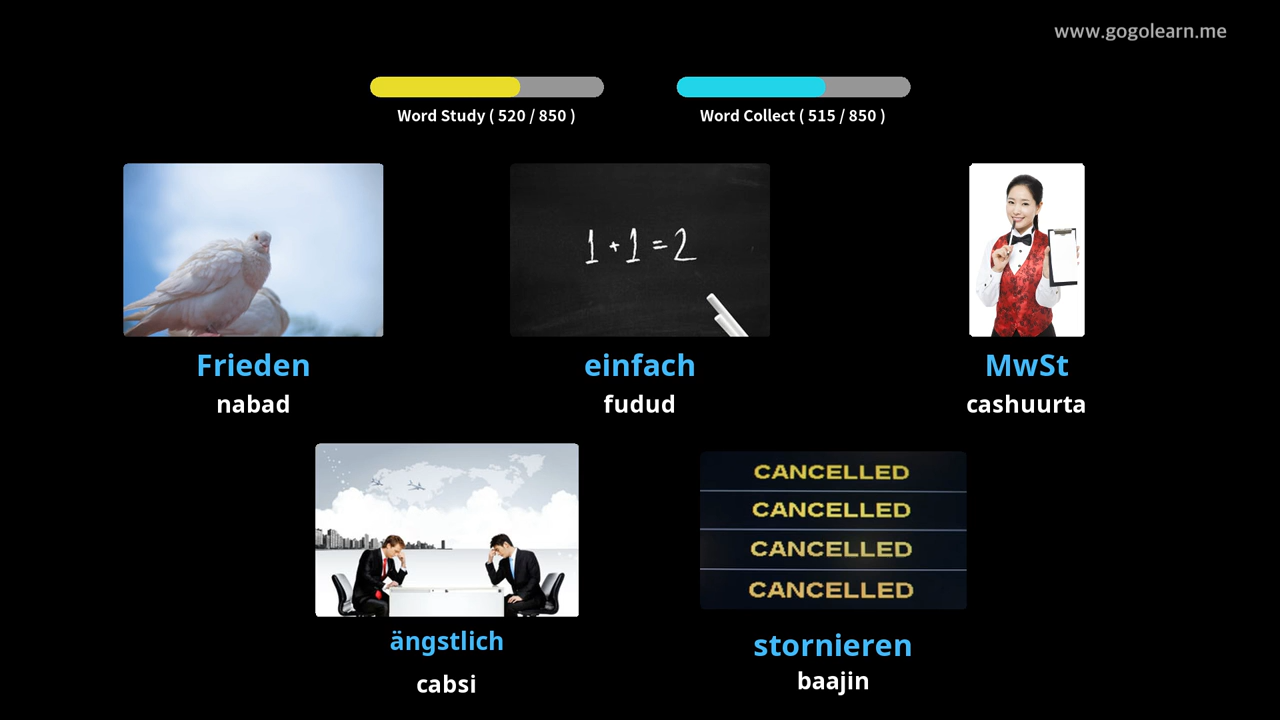 www.gogolearn.me
Word Study ( 520 / 850 )
Word Collect ( 515 / 850 )
1+1=2
Frieden
nabad
einfach
fudud
MwSt
cashuurta
CANCELLED
CANCELLED
CANCELLED
CANCELLED
ängstlich
cabsi
stornieren
baajin